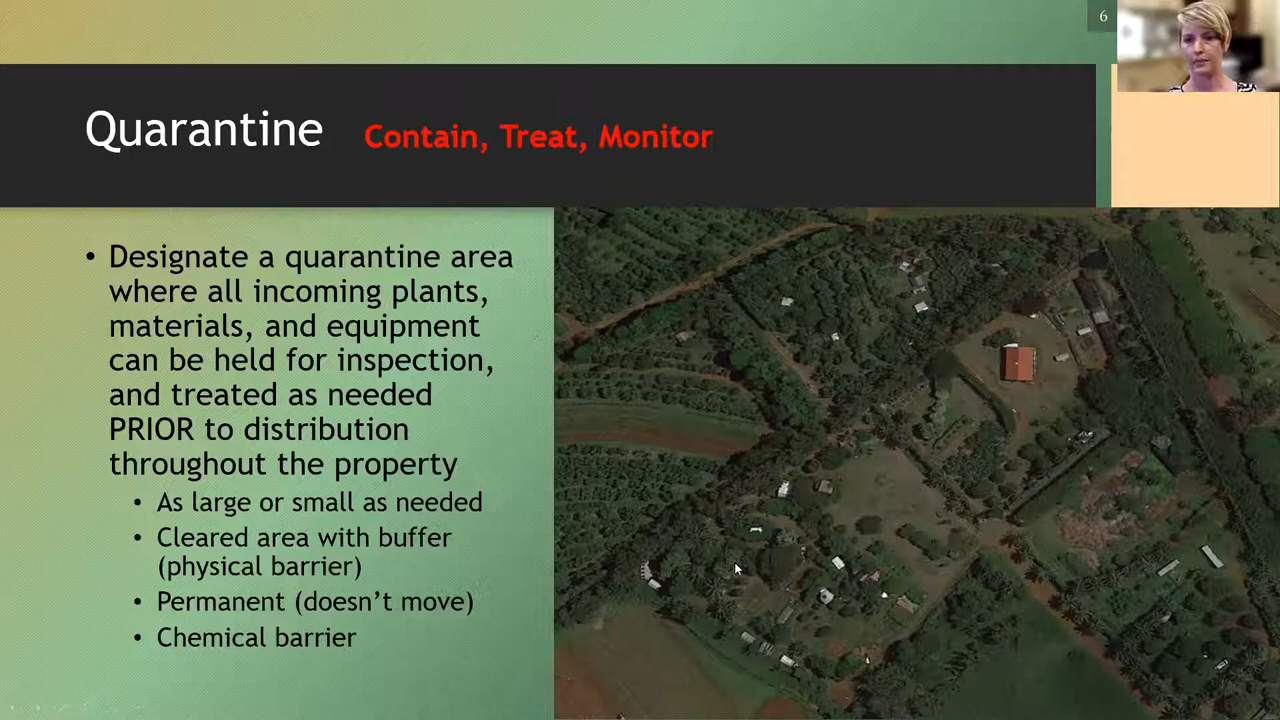 6
Quarantine Contain, Treat, Monitor
• Designate a quarantine area
where all incoming plants,
materials, and equipment
can be held for inspection,
and treated as needed
PRIOR to distribution
throughout the property
• As large or small as needed
• Cleared area with buffer
(physical barrier)
• Permanent (doesn’t move)
• Chemical barrier